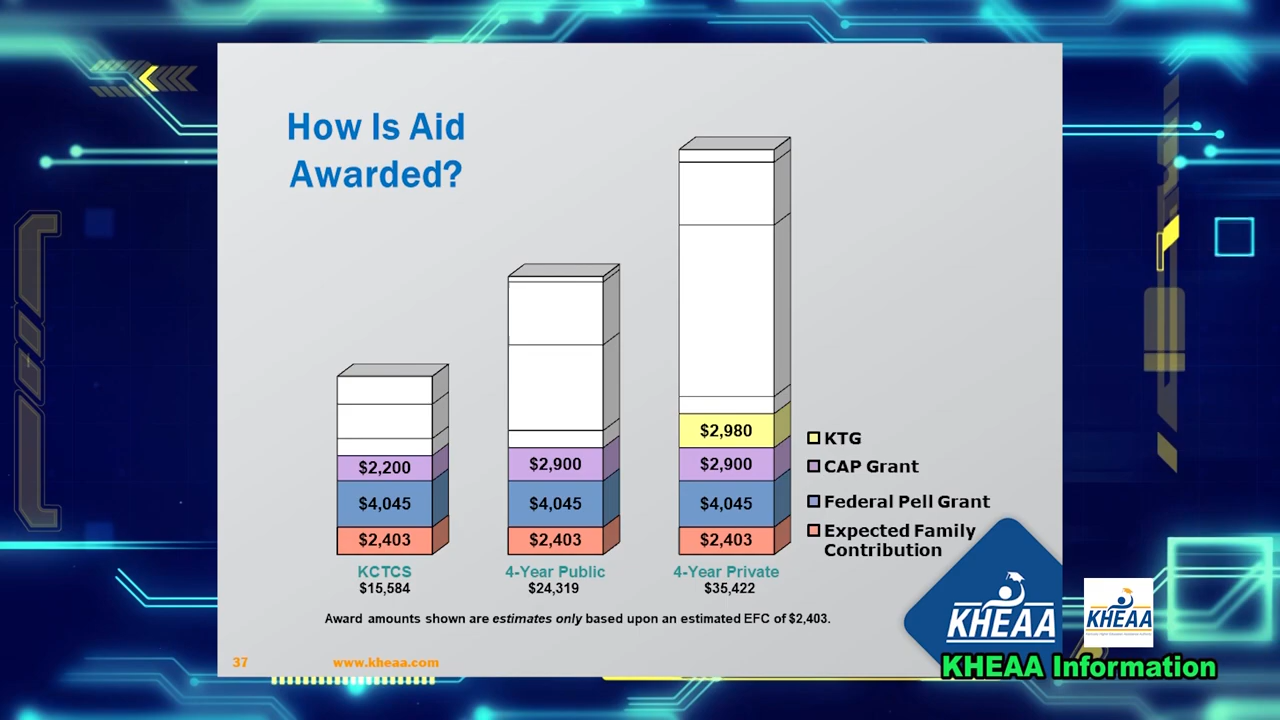 How Is Aid
Awarded?
$2,980
$2,200
$2,900
$2,900
$4,045
$4,045
$4,045
$2,403
$2,403
$2,403
KTG
CAP Grant
Federal Pell Grant
Expected Family
Contribution
KCTCS
4-Year Public
4-Year Private
$15,584
$24,319
$35,422
Award amounts shown are estimates only based upon an estimated EFC of $2,403.
37
www.kheaa.com
KHEAA
KHEAA
KHEAA Information